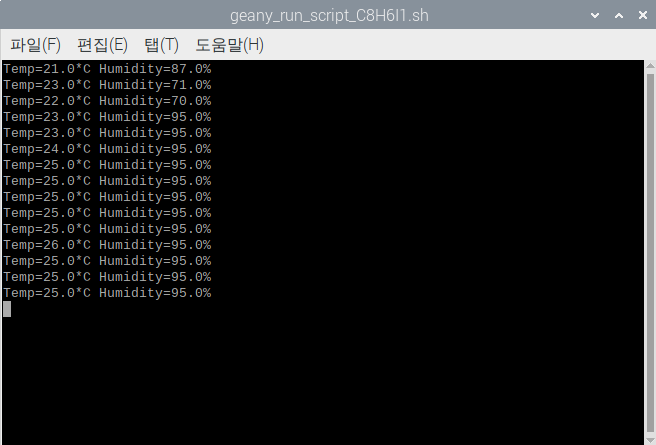 geany_run_script_C8H6I1.sh
파일(F) 편집(E) 탭(T) 도움말(H)
Temp=21.0*C Humidity=87.0%
Temp=23.0*C Humidity=71.0%
Temp=22.0*C Humidity=70.0%
Temp=23.0*C Humidity=95.0%
Temp=23.0*C Humidity=95.0%
Temp=24.0*C Humidity=95.0%
Temp=25.0*C Humidity=95.0%
Temp=25.0*C Humidity=95.0%
Temp=25.0*C Humidity=95.0%
Temp=25.0*C Humidity=95.0%
Temp=25.0*C Humidity=95.0%
Temp=26.0*C Humidity=95.0%
Temp=25.0*C Humidity=95.0%
Temp=25.0*C Humidity=95.0%
Temp=25.0*C Humidity=95.0%